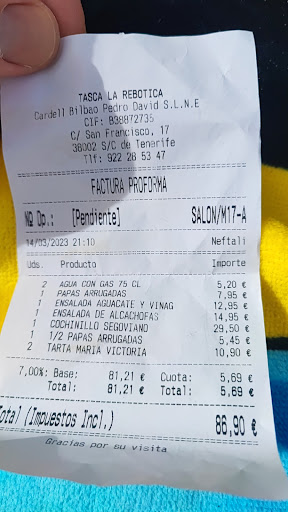 TASCA LA REBOTICA
Cardell Bilbao Pedro David S.L.N.E
CIF: B38972735
C/ San Francisco, 17
38002 S/C de Tenerife
Tlf: 922 28 53 47
FACTURA PROFORMA
Nº Op.: [Pendiente] SALON/M17-A
14/03/2023 21:10 Neftali
Uds. Producto Importe
2 AGUA CON GAS 75 CL 5,20 €
1 PAPAS ARRUGADAS 7,95 €
1 ENSALADA AGUACATE Y VINAG 12,95 €
1 ENSALADA DE ALCACHOFAS 14,95 €
1 COCHINILLO SEGOVIANO 29,50 €
1 1/2 PAPAS ARRUGADAS 5,45 €
2 TARTA MARIA VICTORIA 10,90 €
7,00%: Base: 81,21 € Cuota: 5,69 €
Total: 81,21 € Total: 5,69 €
Total (Impuestos Incl.) 86,90 €
Gracias por su visita